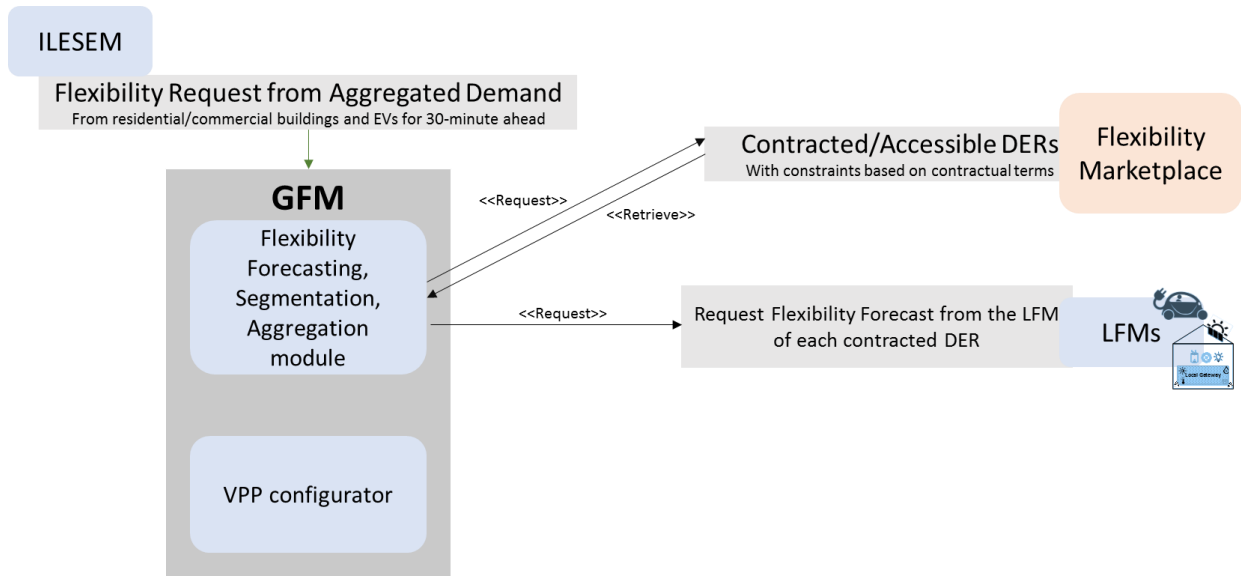 ILESEM
Flexibility Request from Aggregated Demand
From residential/commercial buildings and EVs for 30-minute ahead
GFM
Flexibility
Forecasting,
Segmentation,
Aggregation
module
VPP configurator
<<Request>>
<<Retrieve>>
<<Request>>
Contracted/Accessible DERs
With constraints based on contractual terms
Flexibility
Marketplace
Request Flexibility Forecast from the LFM
of each contracted DER
LFMs
Local Gateway